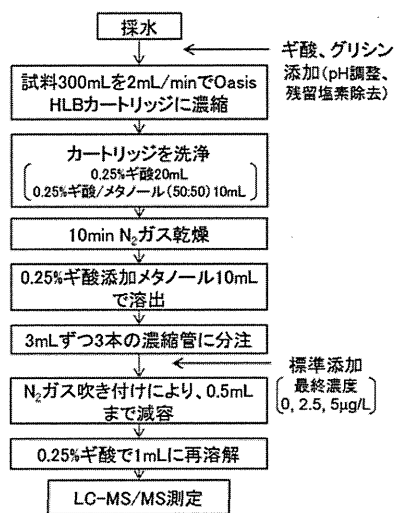 採水
ギ酸、グリシン
添加(pH調整、
残留塩素除去)
試料300mLを2mL/minでOasis
HLBカートリッジに濃縮
カートリッジを洗浄
0.25%ギ酸20mL
0.25%ギ酸/メタノール(50:50)10mL
10min N₂ガス乾燥
0.25%ギ酸添加メタノール10mL
で溶出
3mLずつ3本の濃縮管に分注
標準添加
最終濃度
0, 2.5, 5μg/L
N₂ガス吹き付けにより、0.5mL
まで減容
0.25%ギ酸で1mLに再溶解
LC-MS/MS測定